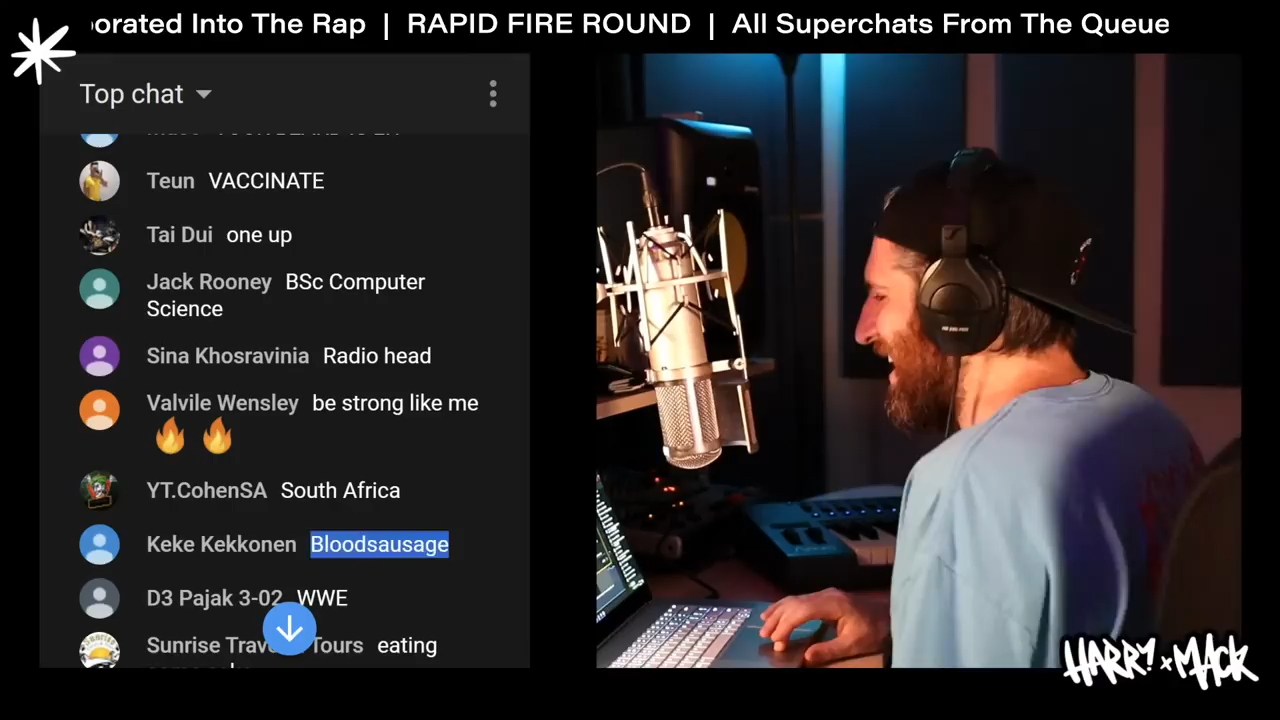 orated Into The Rap | RAPID FIRE ROUND | All Superchats From The Queue
Top chat
Teun VACCINATE
Tai Dui one up
Jack Rooney BSc Computer
Science
Sina Khosravinia Radio head
Valvile Wensley be strong like me
YT.CohenSA South Africa
Keke Kekkonen Bloodsausage
D3 Pajak 3-02 WWE
Sunrise Tours eating
HARRY x MACK